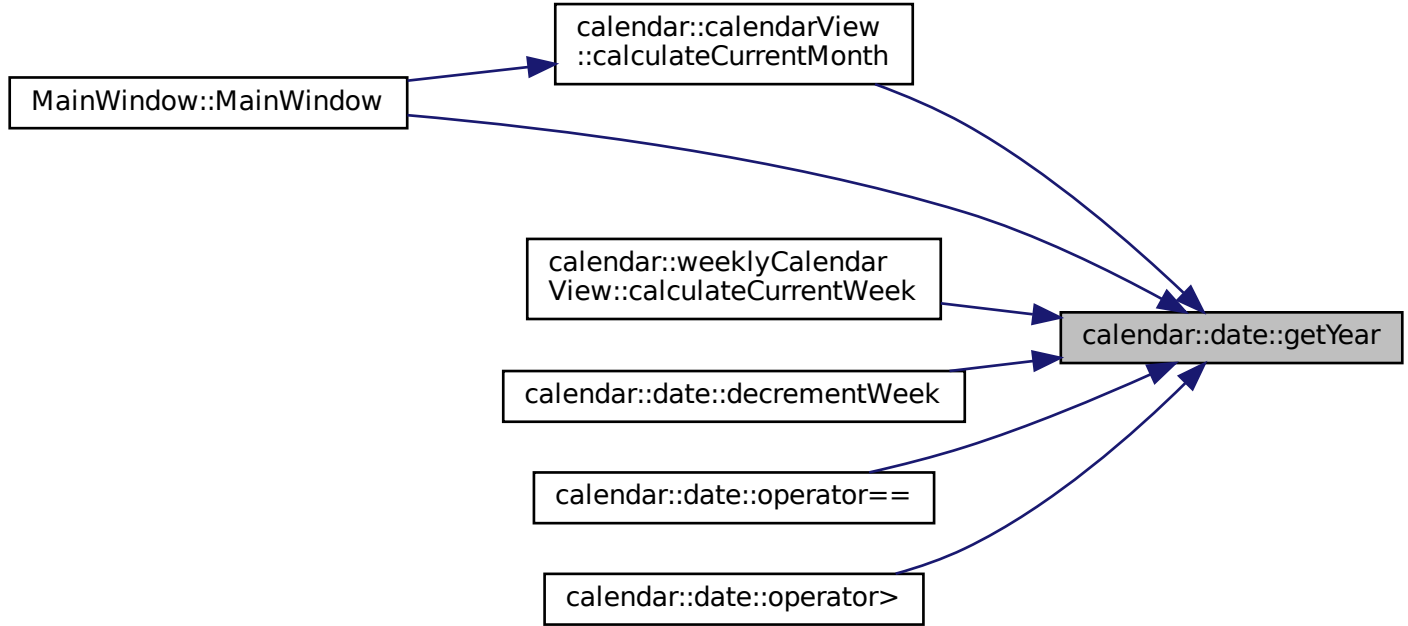 calendar::calendarView
::calculateCurrentMonth
MainWindow::MainWindow
calendar::weeklyCalendar
View::calculateCurrentWeek
calendar::date::getYear
calendar::date::decrementWeek
calendar::date::operator==
calendar::date::operator>